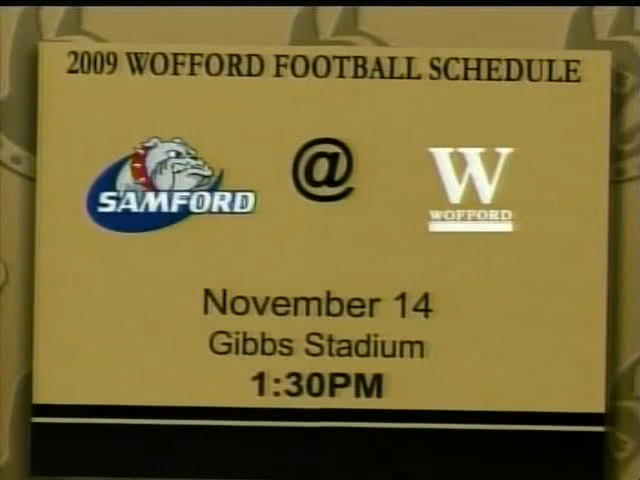 2009 WOFFORD FOOTBALL SCHEDULE
SAMFORD @ W
WOFFORD
November 14
Gibbs Stadium
1:30PM